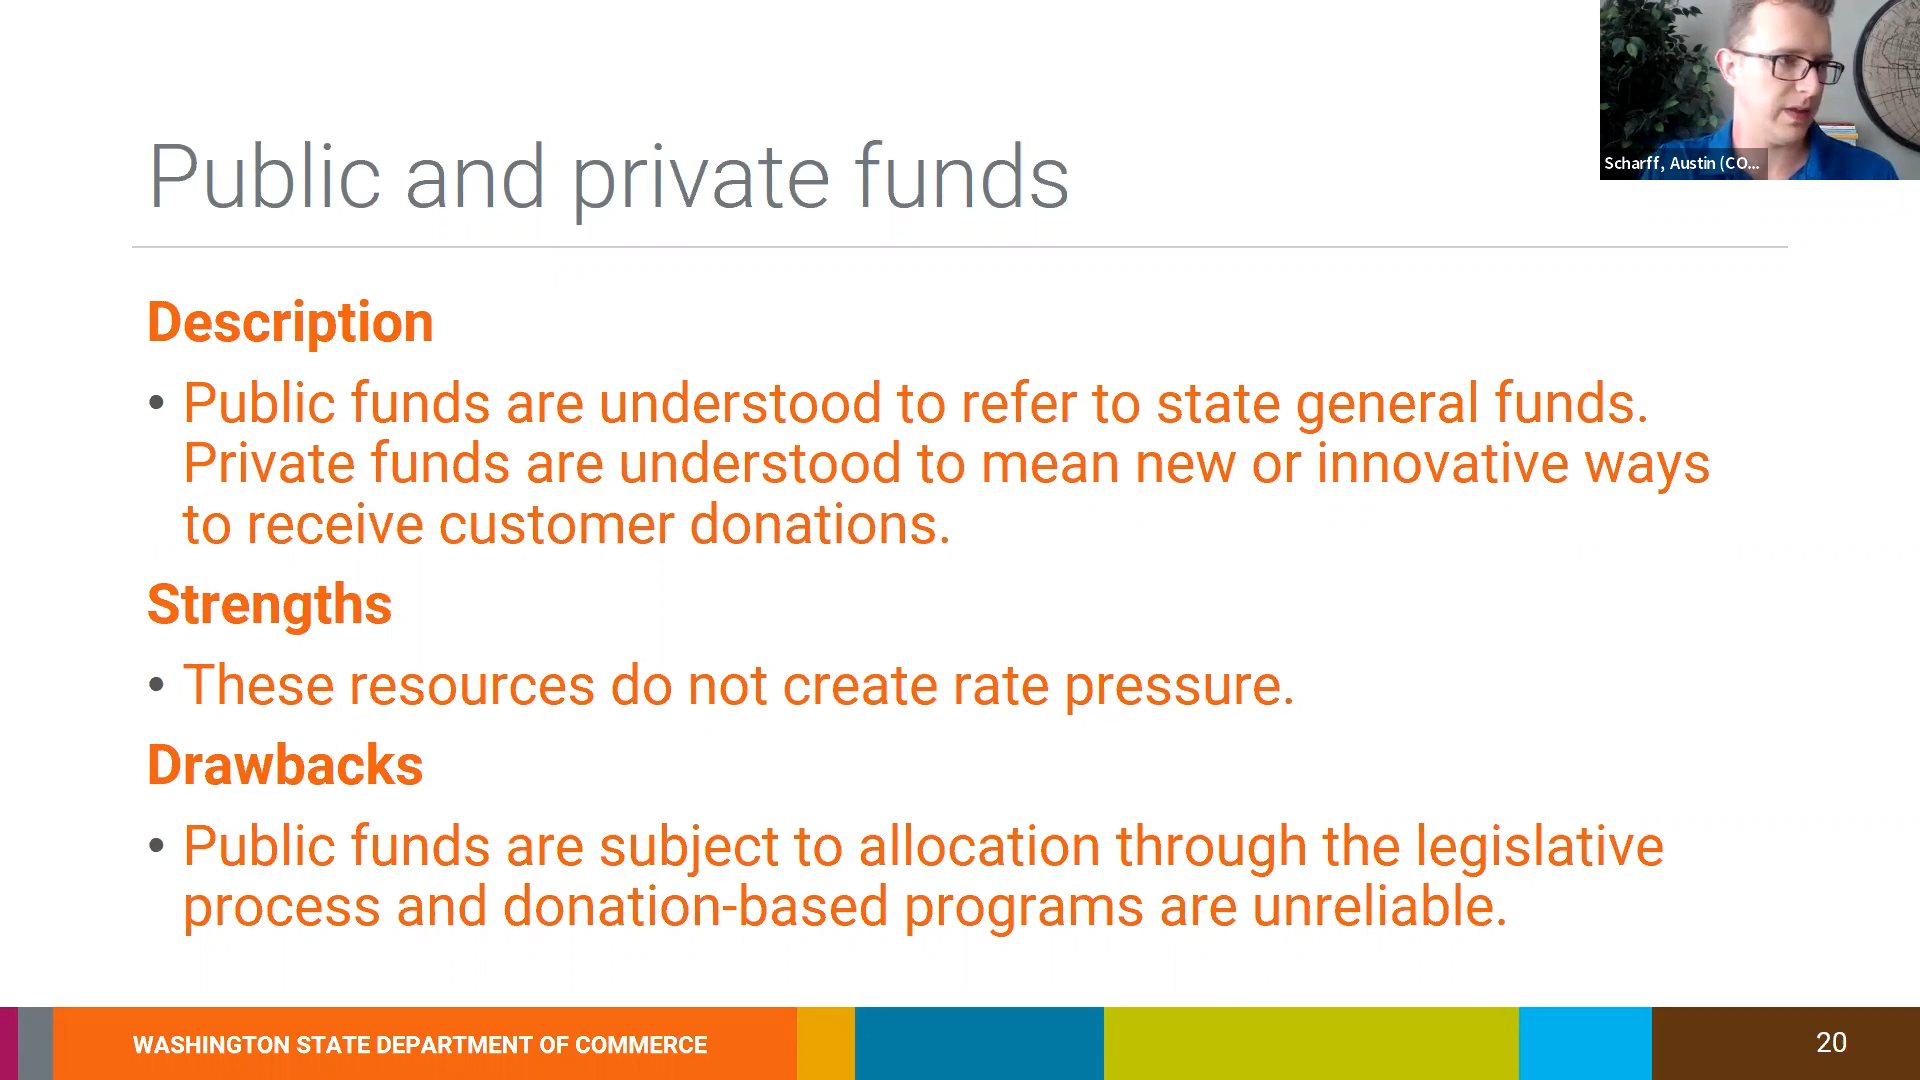 Public and private funds
Scharff, Austin (CO...
Description
• Public funds are understood to refer to state general funds.
Private funds are understood to mean new or innovative ways
to receive customer donations.
Strengths
• These resources do not create rate pressure.
Drawbacks
• Public funds are subject to allocation through the legislative
process and donation-based programs are unreliable.
WASHINGTON STATE DEPARTMENT OF COMMERCE
20